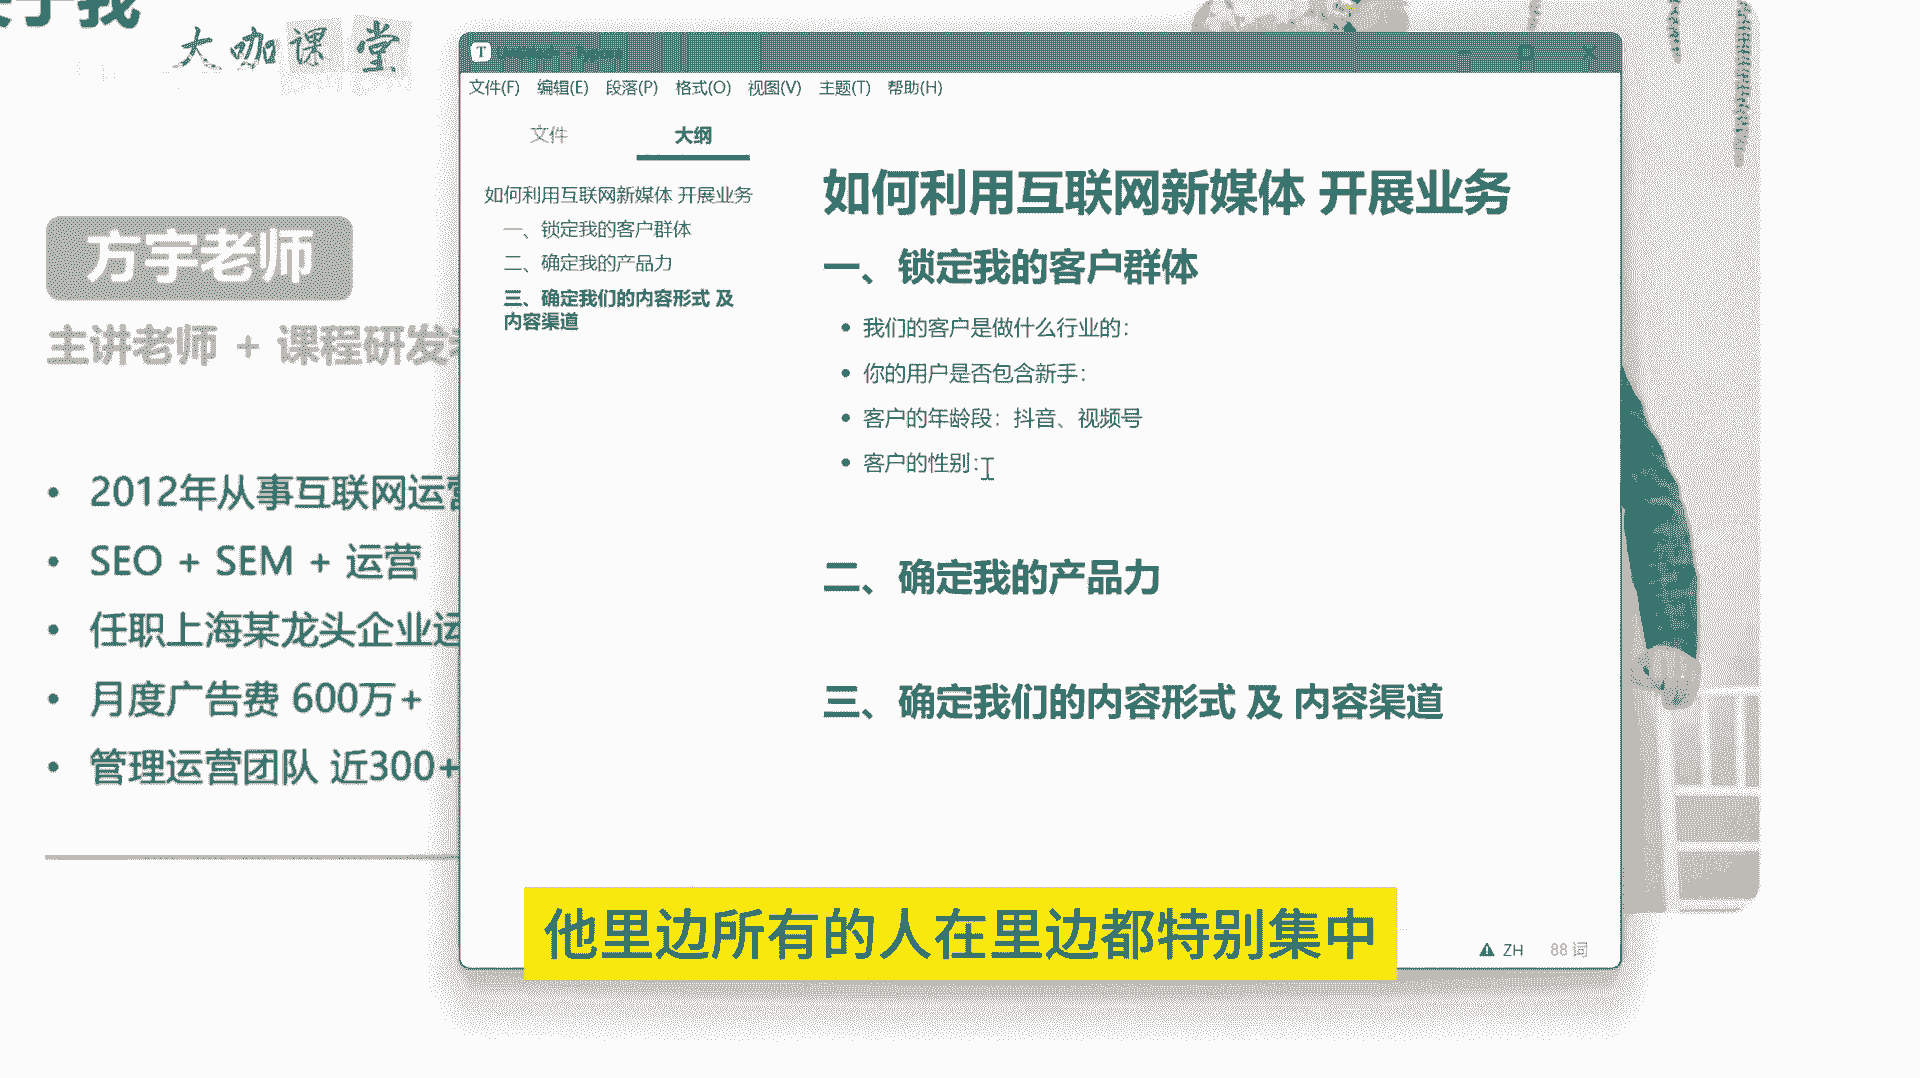 大咖课堂
方宇老师
主讲老师 + 课程研发
• 2012年从事互联网运营
• SEO + SEM + 运营
• 任职上海某龙头企业运
• 月度广告费 600万+
• 管理运营团队 近300+
文件(F) 编辑(E) 段落(P) 格式(O) 视图(V) 主题(T) 帮助(H)
文件 大纲
如何利用互联网新媒体 开展业务
一、锁定我的客户群体
二、确定我的产品力
三、确定我们的内容形式 及
内容渠道
如何利用互联网新媒体 开展业务
一、锁定我的客户群体
• 我们的客户是做什么行业的：
• 你的用户是否包含新手：
• 客户的年龄段：抖音、视频号
• 客户的性别：
二、确定我的产品力
三、确定我们的内容形式 及 内容渠道
ZH 88 词
他里边所有的人在里边都特别集中